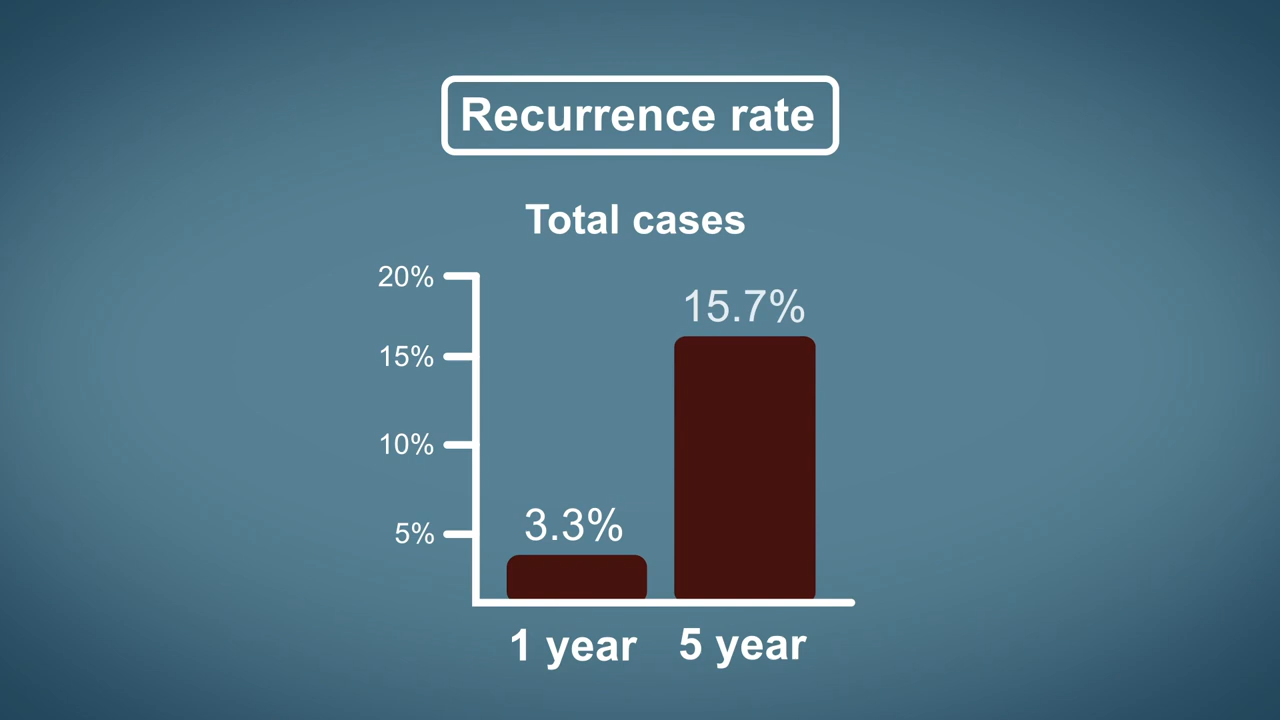 Recurrence rate
Total cases
20%
15%
10%
5%
3.3%
15.7%
1 year
5 year